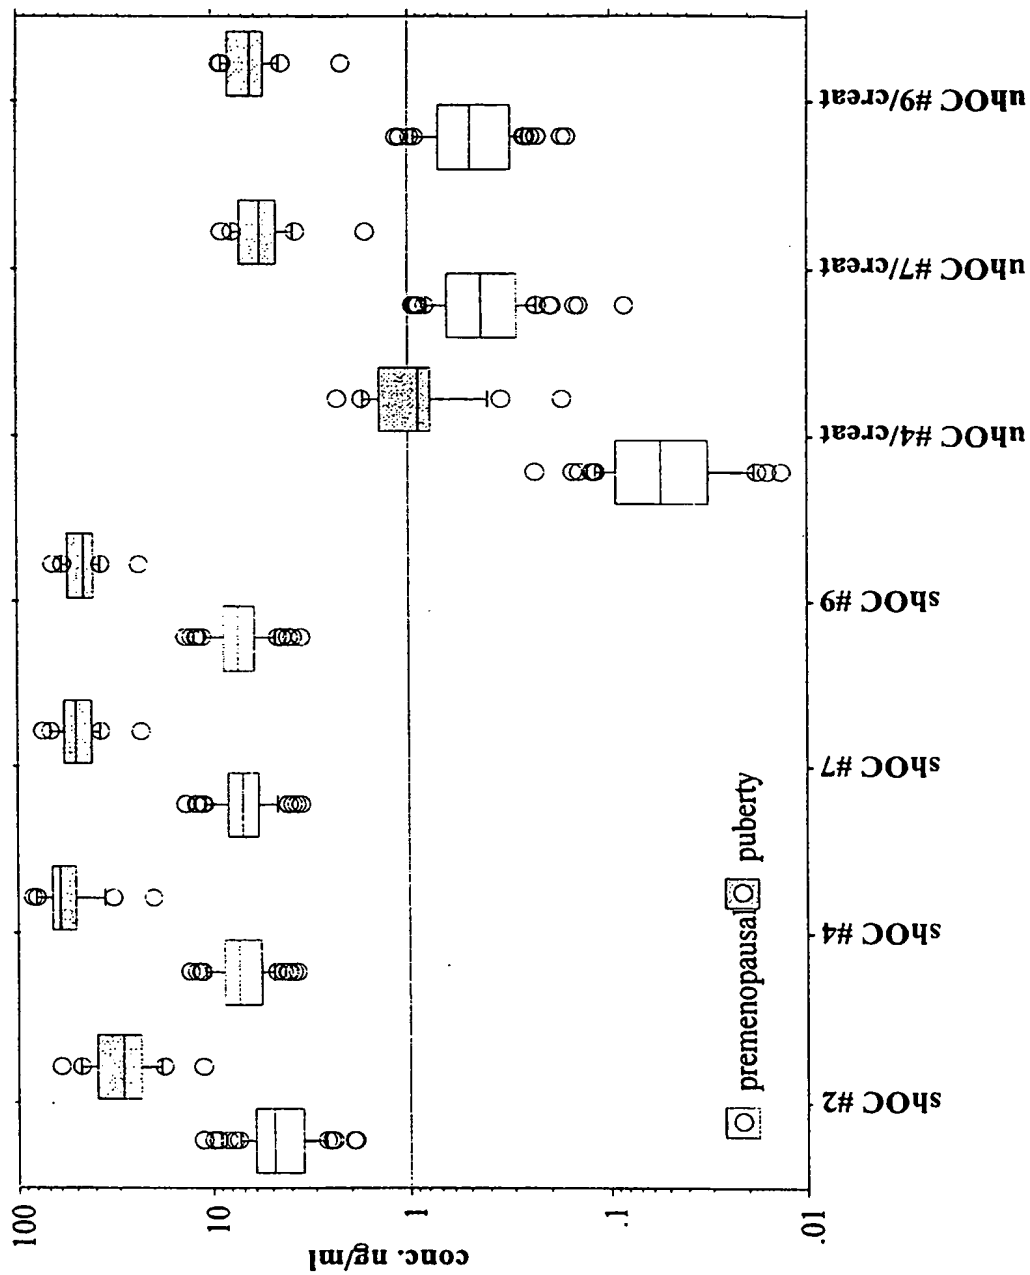 100
10
1
.1
.01
conc. ng/ml
shOC #2
shOC #4
shOC #7
shOC #9
uhOC #4/creat
uhOC #7/creat
uhOC #9/creat
premenopausal
puberty